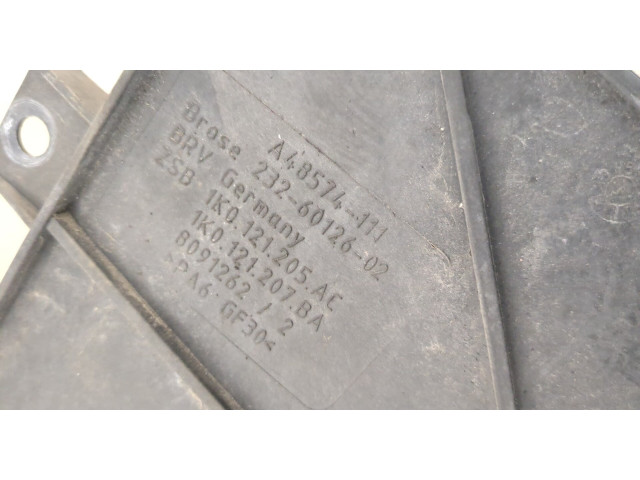 A48574-111
Brose 232-60126-02
BRV Germany
ZSB 1K0.121.205.AC
1K0.121.207.BA
8091262 / 2
>PA6 GF30<